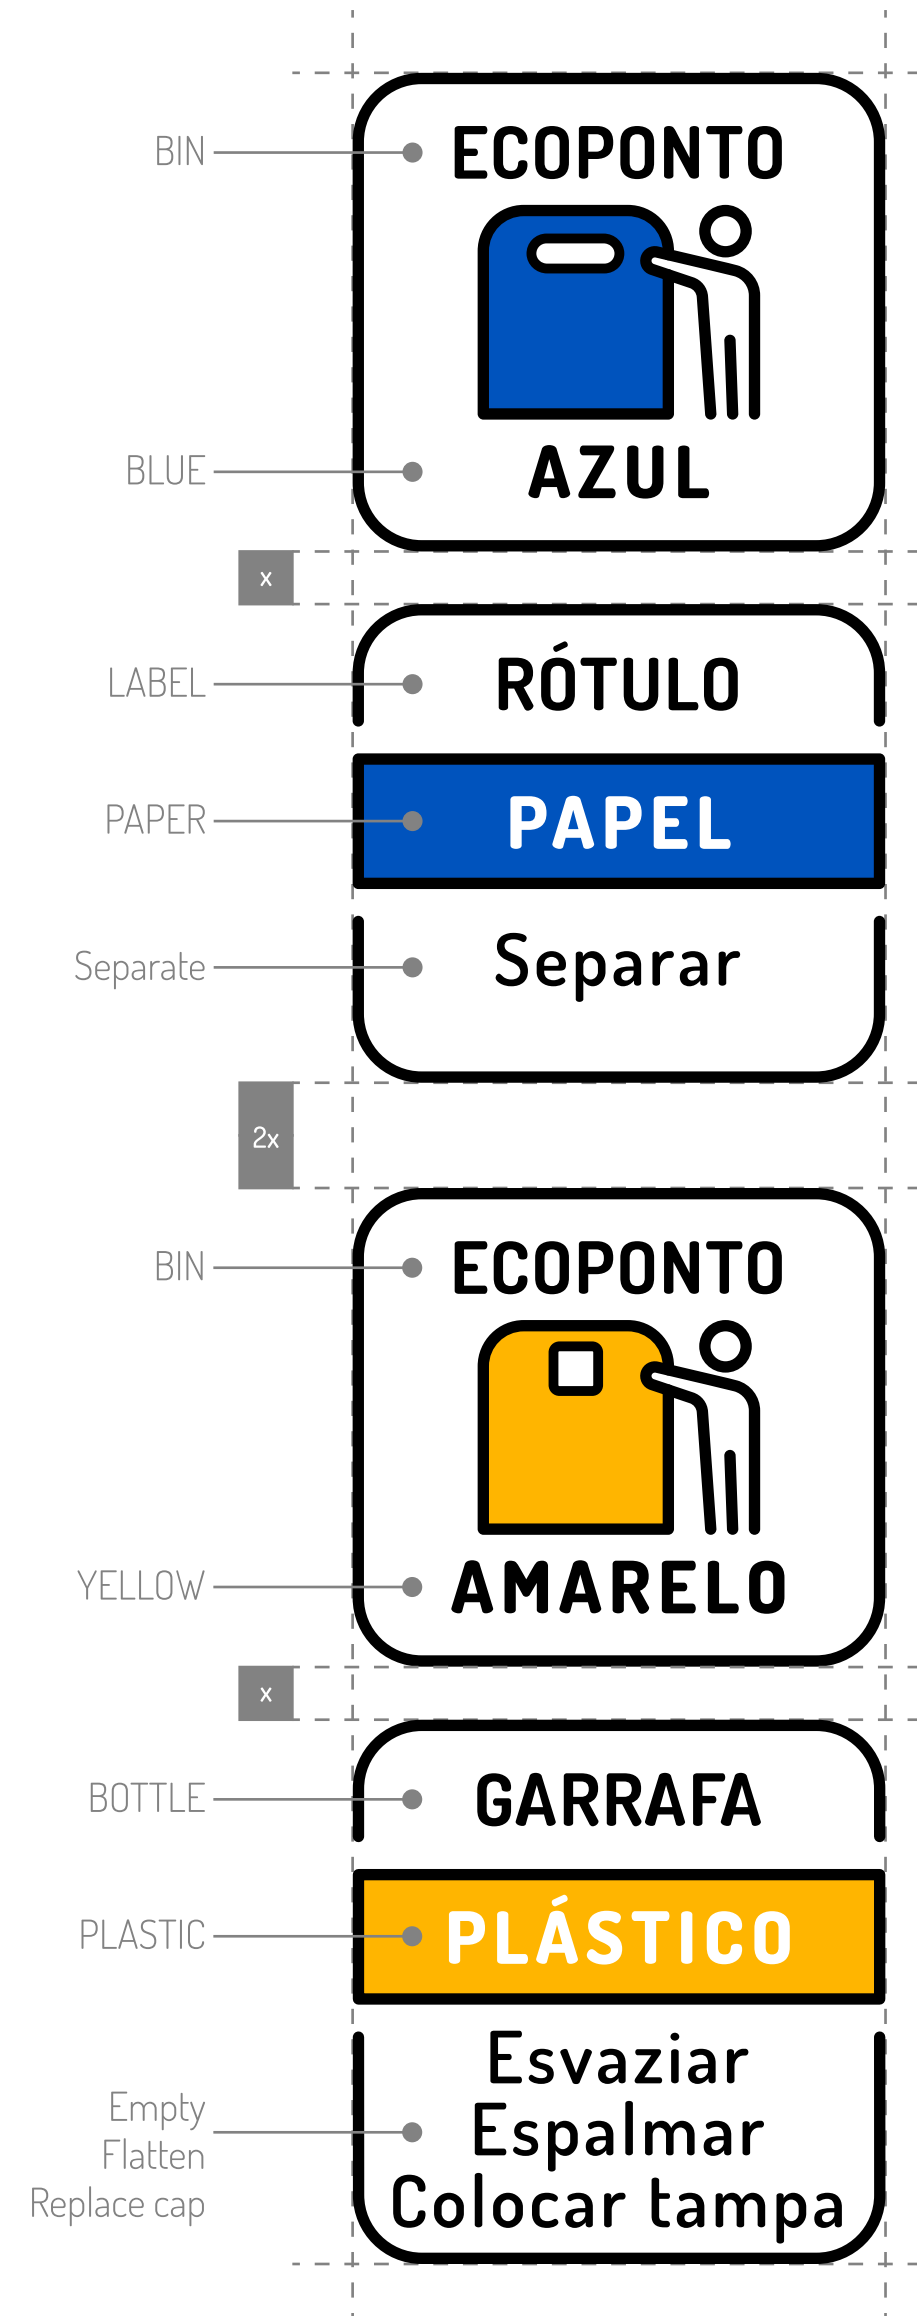 BIN
ECOPONTO
BLUE
AZUL
x
LABEL
RÓTULO
PAPER
PAPEL
Separate
Separar
2x
BIN
ECOPONTO
YELLOW
AMARELO
x
BOTTLE
GARRAFA
PLASTIC
PLÁSTICO
Empty
Flatten
Replace cap
Esvaziar
Espalmar
Colocar tampa